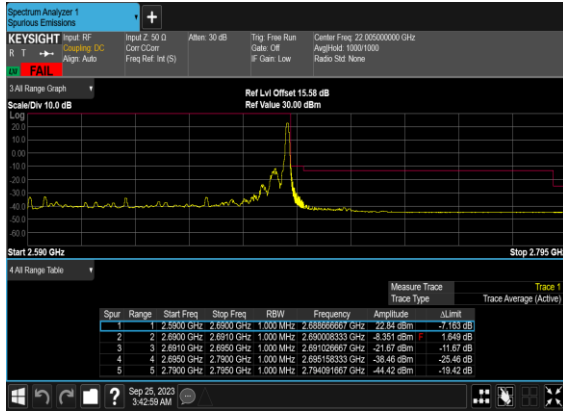 Spectrum Analyzer 1
Spurious Emissions
KEYSIGHT Input: RF Input Z: 50 Ω Atten: 30 dB Trig: Free Run Center Freq: 22.005000000 GHz
R T Coupling: DC Corr CCorr Gate: Off Avg|Hold: 1000/1000
Align: Auto Freq Ref: Int (S) IF Gain: Low Radio Std: None
FAIL
3 All Range Graph
Ref Lvl Offset 15.58 dB
Scale/Div 10.0 dB Ref Value 30.00 dBm
Log
20.0
10.0
0.00
-10.0
-20.0
-30.0
-40.0
-50.0
-60.0
Start 2.590 GHz Stop 2.795 GH
4 All Range Table
Measure Trace Trace 1
Trace Type Trace Average (Active)
Spur Range Start Freq Stop Freq RBW Frequency Amplitude ΔLimit
1 1 2.5900 GHz 2.6900 GHz 1.000 MHz 2.688666667 GHz 22.84 dBm -7.163 dB
2 2 2.6900 GHz 2.6910 GHz 1.000 MHz 2.690008333 GHz -8.351 dBm F 1.649 dB
3 3 2.6910 GHz 2.6950 GHz 1.000 MHz 2.691026667 GHz -21.67 dBm -11.67 dB
4 4 2.6950 GHz 2.7900 GHz 1.000 MHz 2.695158333 GHz -38.46 dBm -25.46 dB
5 5 2.7900 GHz 2.7950 GHz 1.000 MHz 2.794091667 GHz -44.42 dBm -19.42 dB
? Sep 25, 2023
3:42:59 AM